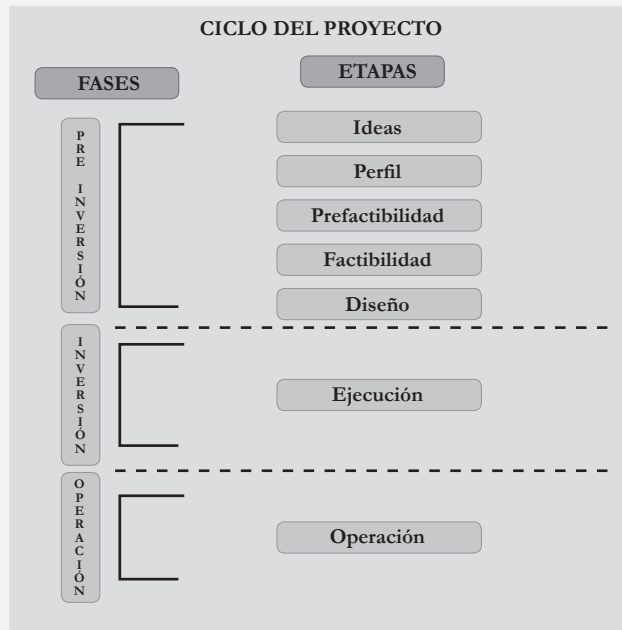 CICLO DEL PROYECTO
FASES
ETAPAS
PRE INVERSIÓN
Ideas
Perfil
Prefactibilidad
Factibilidad
Diseño
INVERSIÓN
Ejecución
OPERACIÓN
Operación